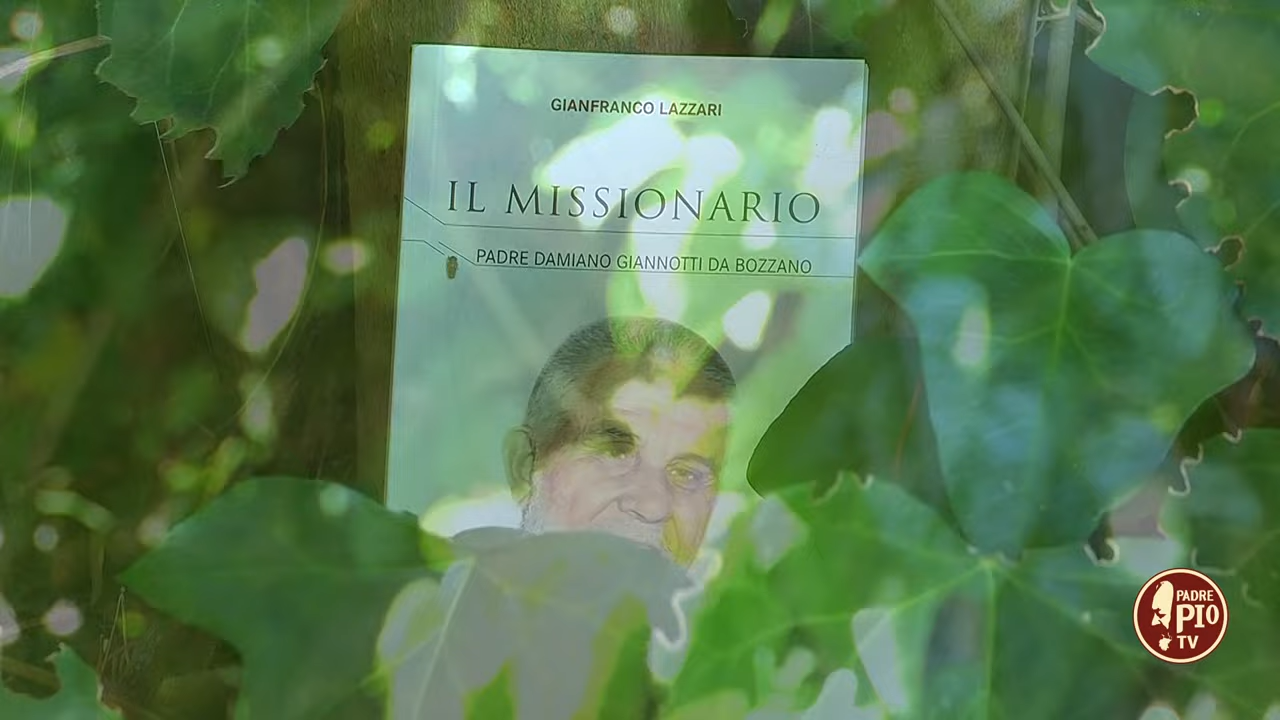 GIANFRANCO LAZZARI
IL MISSIONARIO
PADRE DAMIANO GIANNOTTI DA BOZZANO
PADRE
PIO
TV